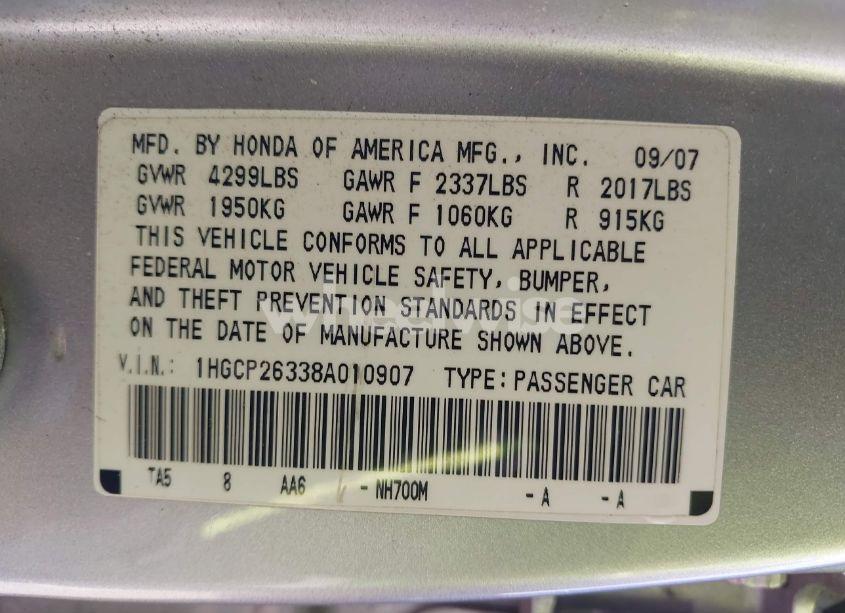 MFD. BY HONDA OF AMERICA MFG., INC. 09/07
GVWR 4299LBS GAWR F 2337LBS R 2017LBS
GVWR 1950KG GAWR F 1060KG R 915KG
THIS VEHICLE CONFORMS TO ALL APPLICABLE
FEDERAL MOTOR VEHICLE SAFETY, BUMPER,
AND THEFT PREVENTION STANDARDS IN EFFECT
wheelwise
ON THE DATE OF MANUFACTURE SHOWN ABOVE.
V.I.N.: 1HGCP26338A010907 TYPE: PASSENGER CAR
TA5 8 AA6 - NH700M - A - A